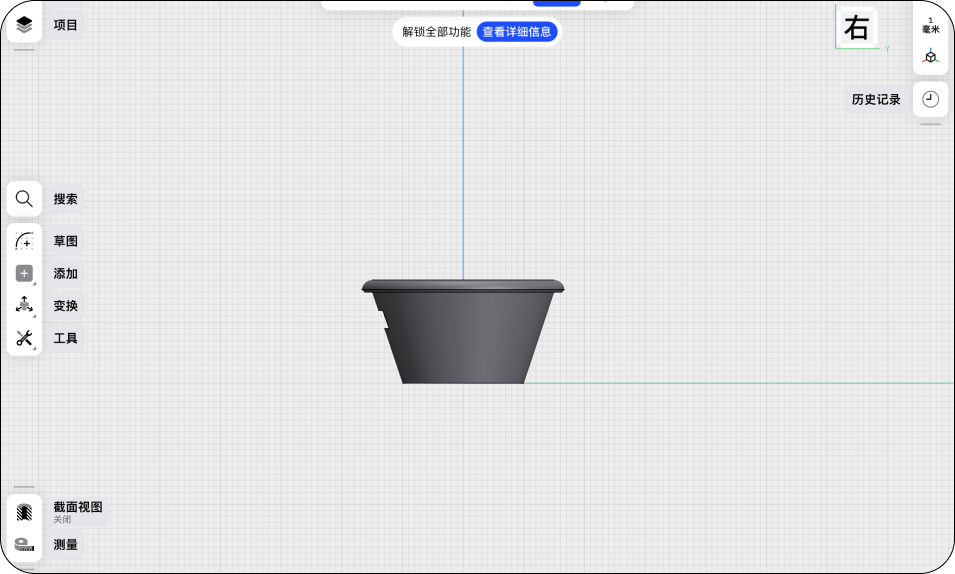 项目
解锁全部功能 查看详细信息
右
Y
1
毫米
历史记录
搜索
草图
添加
变换
工具
截面视图
关闭
测量